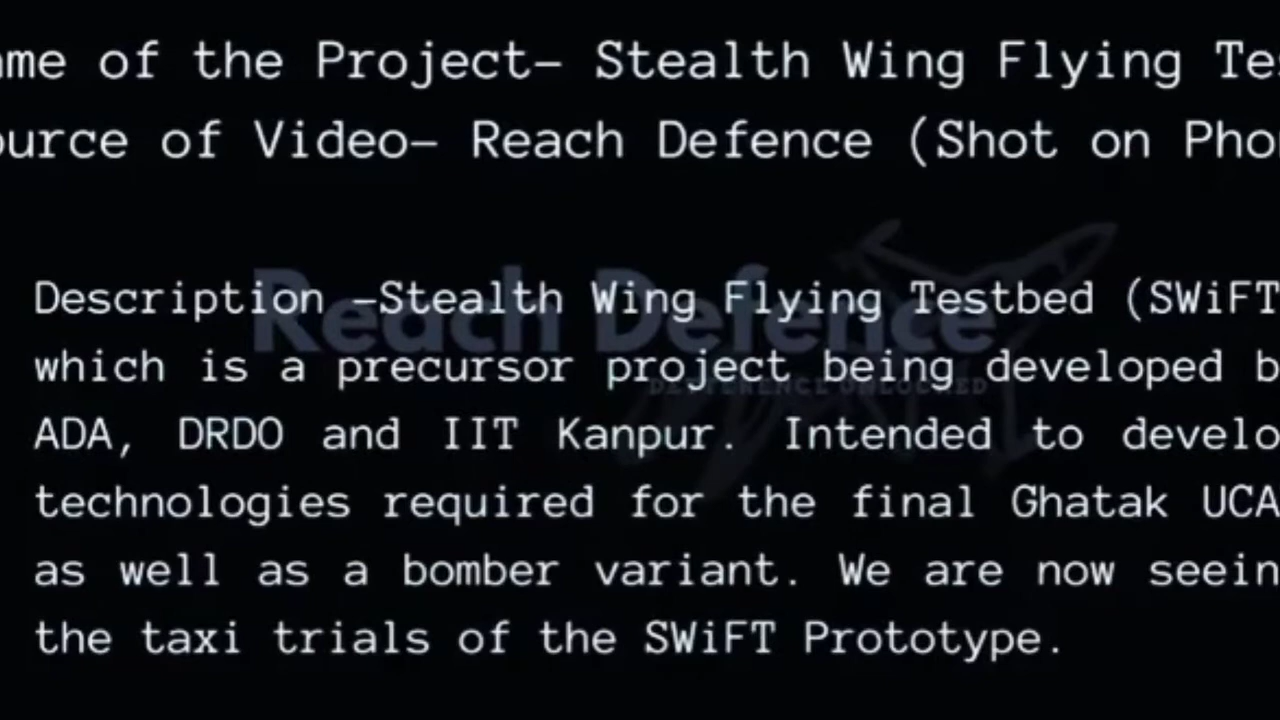 ame of the Project- Stealth Wing Flying Tes
ource of Video- Reach Defence (Shot on Pho
Description -Stealth Wing Flying Testbed (SWiFT
Reach Defence
which is a precursor project being developed b
ADA, DRDO and IIT Kanpur. Intended to develo
technologies required for the final Ghatak UCA
as well as a bomber variant. We are now seein
the taxi trials of the SWiFT Prototype.